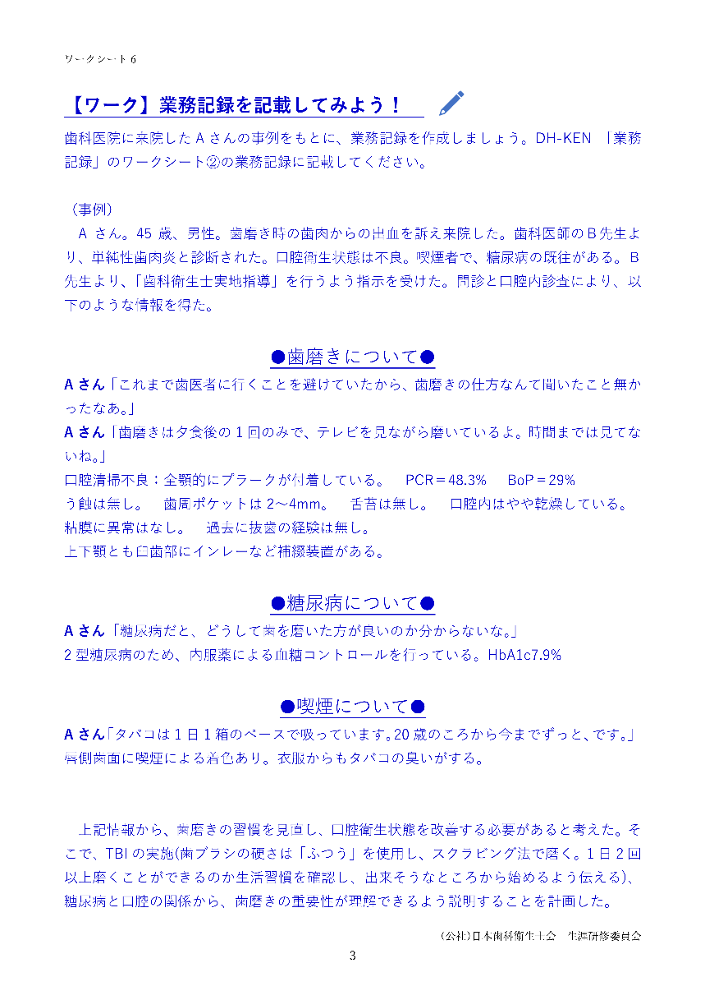 ワークシート 6
【ワーク】業務記録を記載してみよう！
歯科医院に来院した A さんの事例をもとに、業務記録を作成しましょう。DH-KEN 「業務
記録」のワークシート②の業務記録に記載してください。
（事例）
A さん。45 歳、男性。歯磨き時の歯肉からの出血を訴え来院した。歯科医師のＢ先生よ
り、単純性歯肉炎と診断された。口腔衛生状態は不良。喫煙者で、糖尿病の既往がある。Ｂ
先生より、「歯科衛生士実地指導」を行うよう指示を受けた。問診と口腔内診査により、以
下のような情報を得た。
●歯磨きについて●
A さん「これまで歯医者に行くことを避けていたから、歯磨きの仕方なんて聞いたこと無か
ったなあ。」
A さん「歯磨きは夕食後の 1 回のみで、テレビを見ながら磨いているよ。時間までは見てな
いね。」
口腔清掃不良：全顎的にプラークが付着している。 PCR＝48.3% BoP＝29%
う蝕は無し。 歯周ポケットは 2～4mm。 舌苔は無し。 口腔内はやや乾燥している。
粘膜に異常はなし。 過去に抜歯の経験は無し。
上下顎とも臼歯部にインレーなど補綴装置がある。
●糖尿病について●
A さん「糖尿病だと、どうして歯を磨いた方が良いのか分からないな。」
2 型糖尿病のため、内服薬による血糖コントロールを行っている。HbA1c7.9%
●喫煙について●
A さん「タバコは 1 日 1 箱のペースで吸っています。20 歳のころから今までずっと、です。」
唇側歯面に喫煙による着色あり。衣服からもタバコの臭いがする。
上記情報から、歯磨きの習慣を見直し、口腔衛生状態を改善する必要があると考えた。そ
こで、TBI の実施(歯ブラシの硬さは「ふつう」を使用し、スクラビング法で磨く。1 日 2 回
以上磨くことができるのか生活習慣を確認し、出来そうなところから始めるよう伝える)、
糖尿病と口腔の関係から、歯磨きの重要性が理解できるよう説明することを計画した。
（公社）日本歯科衛生士会 生涯研修委員会
3